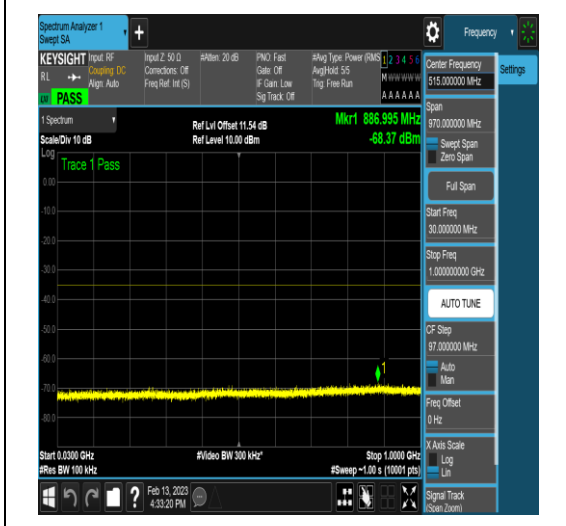 Spectrum Analyzer 1
Swept SA
+
Frequency
KEYSIGHT
RL
PASS
Input: RF
Coupling: DC
Align: Auto
Input Z: 50 Ω
Corrections: Off
Freq Ref: Int (S)
#Atten: 20 dB
PNO: Fast
Gate: Off
IF Gain: Low
Sig Track: Off
#Avg Type: Power (RMS
Avg|Hold: 5/5
Trig: Free Run
1 2 3 4 5 6
M W W W W W
A A A A A A
1 Spectrum
Scale/Div 10 dB
Log
Ref Lvl Offset 11.54 dB
Ref Level 10.00 dBm
Mkr1 886.995 MHz
-68.37 dBm
Trace 1 Pass
0.00
-10.0
-20.0
-30.0
-40.0
-50.0
-60.0
-70.0
-80.0
1
Start 0.0300 GHz
#Res BW 100 kHz
#Video BW 300 kHz*
Stop 1.0000 GHz
#Sweep ~1.00 s (10001 pts)
?
Feb 13, 2023
4:33:20 PM
Center Frequency
515.000000 MHz
Settings
Span
970.000000 MHz
Swept Span
Zero Span
Full Span
Start Freq
30.000000 MHz
Stop Freq
1.000000000 GHz
AUTO TUNE
CF Step
97.000000 MHz
Auto
Man
Freq Offset
0 Hz
X Axis Scale
Log
Lin
Signal Track
(Span Zoom)